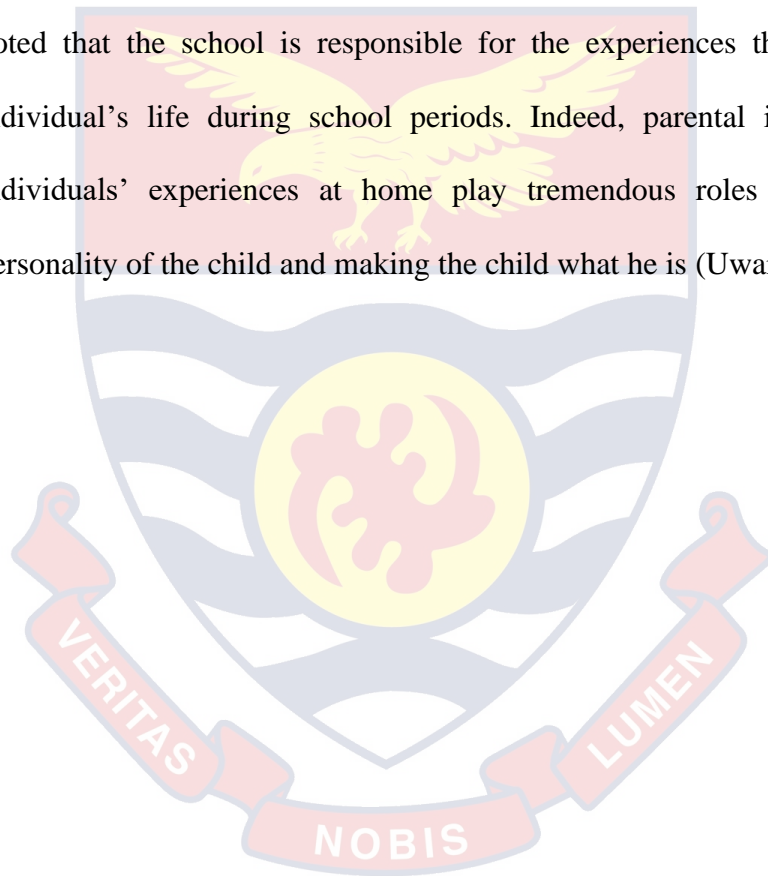 oted that the school is responsible for the experiences th
dividual’s life during school periods. Indeed, parental i
dividuals’ experiences at home play tremendous roles
ersonality of the child and making the child what he is (Uwai
VERITAS
NOBIS
LUMEN